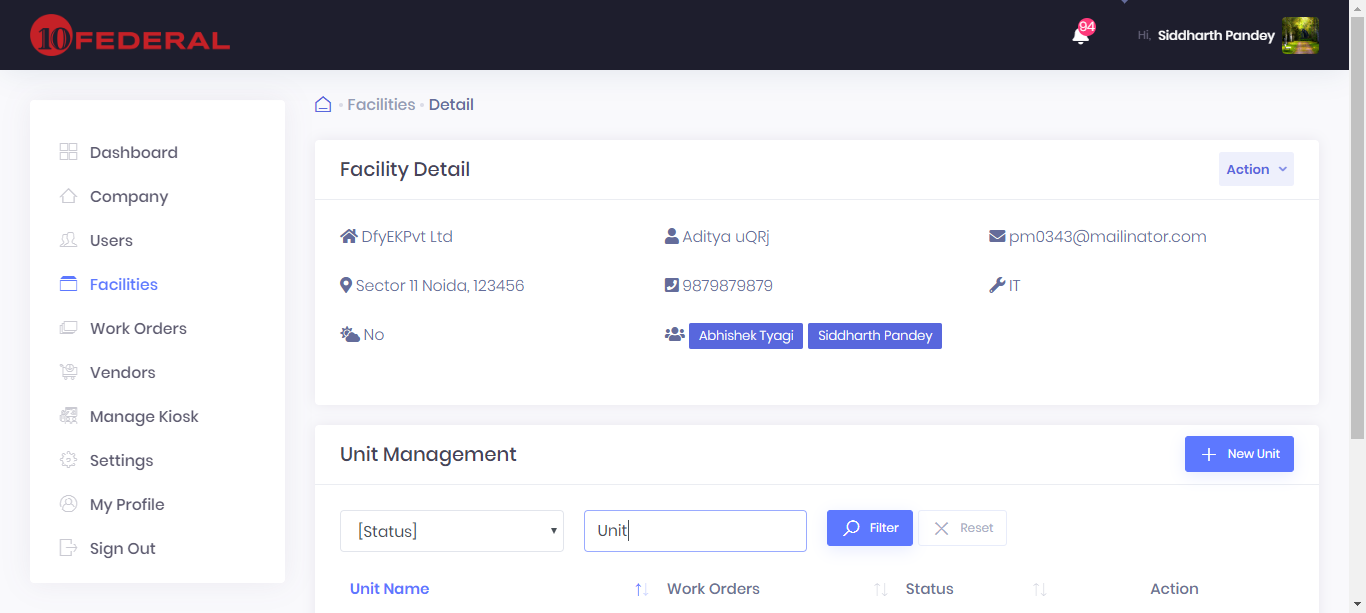 10 FEDERAL
94
Hi, Siddharth Pandey
Dashboard
Company
Users
Facilities
Work Orders
Vendors
Manage Kiosk
Settings
My Profile
Sign Out
Facilities Detail
Facility Detail
Action
DfyEKPvt Ltd
Aditya uQRj
pm0343@mailinator.com
Sector 11 Noida, 123456
9879879879
IT
No
Abhishek Tyagi Siddharth Pandey
Unit Management
New Unit
[Status]
Unit
Filter
Reset
Unit Name Work Orders Status Action